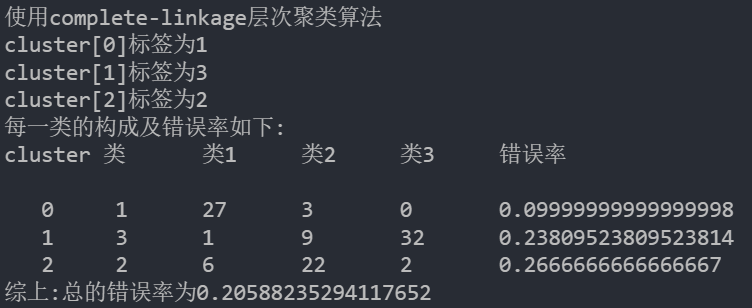 使用complete-linkage层次聚类算法
cluster[0]标签为1
cluster[1]标签为3
cluster[2]标签为2
每一类的构成及错误率如下:
cluster 类 类1 类2 类3 错误率
0 1 27 3 0 0.09999999999999998
1 3 1 9 32 0.23809523809523814
2 2 6 22 2 0.2666666666666667
综上:总的错误率为0.20588235294117652